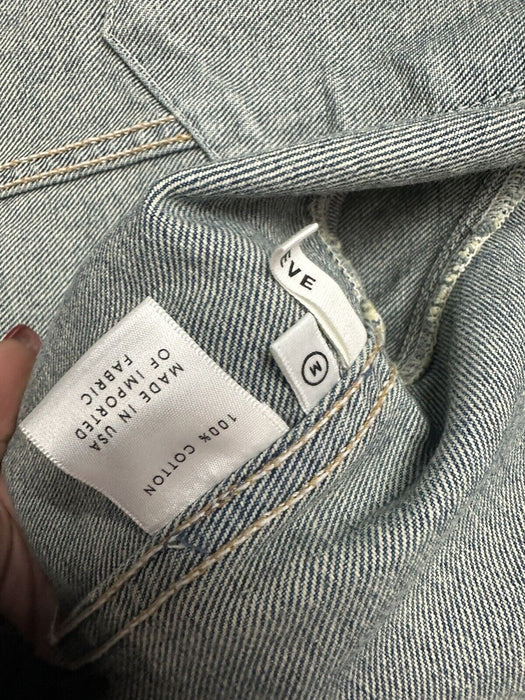 EVE
M
100% COTTON
MADE IN USA
OF IMPORTED
FABRIC